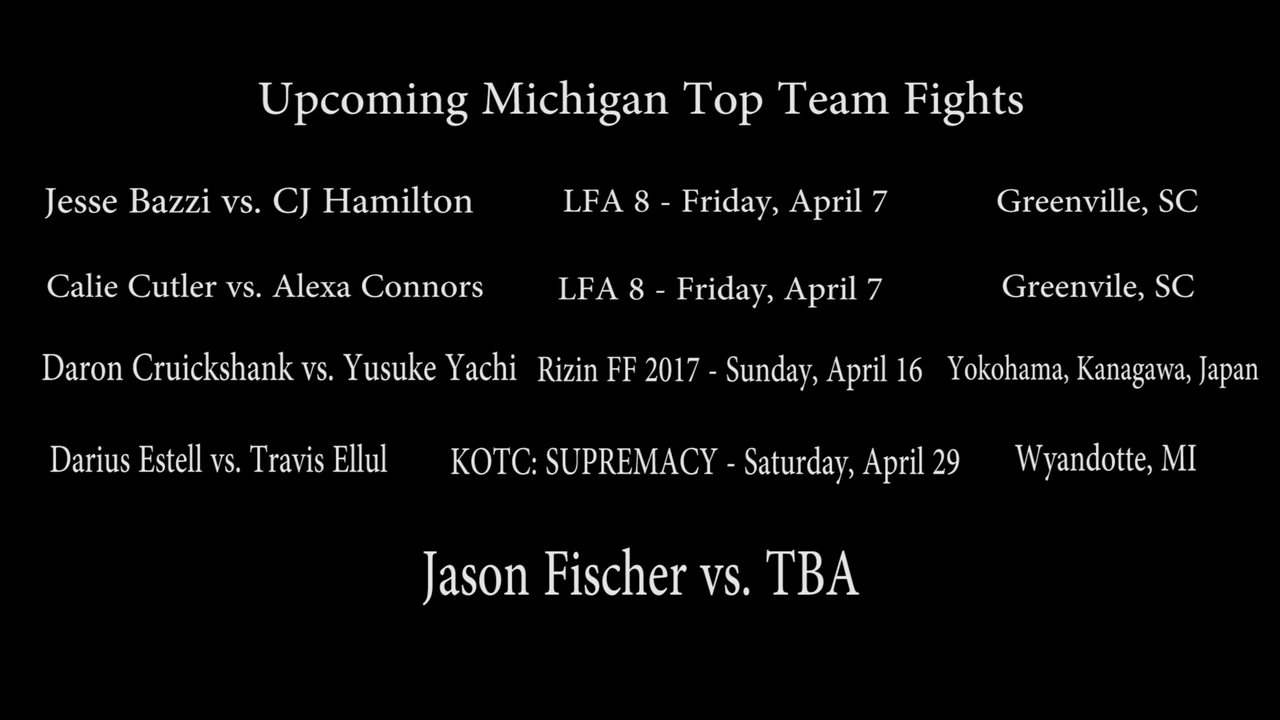 Upcoming Michigan Top Team Fights
Jesse Bazzi vs. CJ Hamilton LFA 8 - Friday, April 7 Greenville, SC
Calie Cutler vs. Alexa Connors LFA 8 - Friday, April 7 Greenvile, SC
Daron Cruickshank vs. Yusuke Yachi Rizin FF 2017 - Sunday, April 16 Yokohama, Kanagawa, Japan
Darius Estell vs. Travis Ellul KOTC: SUPREMACY - Saturday, April 29 Wyandotte, MI
Jason Fischer vs. TBA